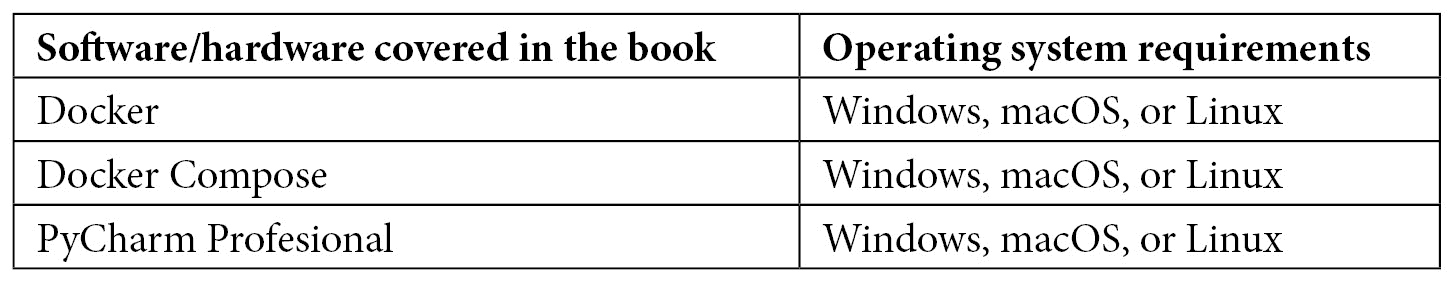 Software/hardware covered in the book Operating system requirements
Docker Windows, macOS, or Linux
Docker Compose Windows, macOS, or Linux
PyCharm Profesional Windows, macOS, or Linux